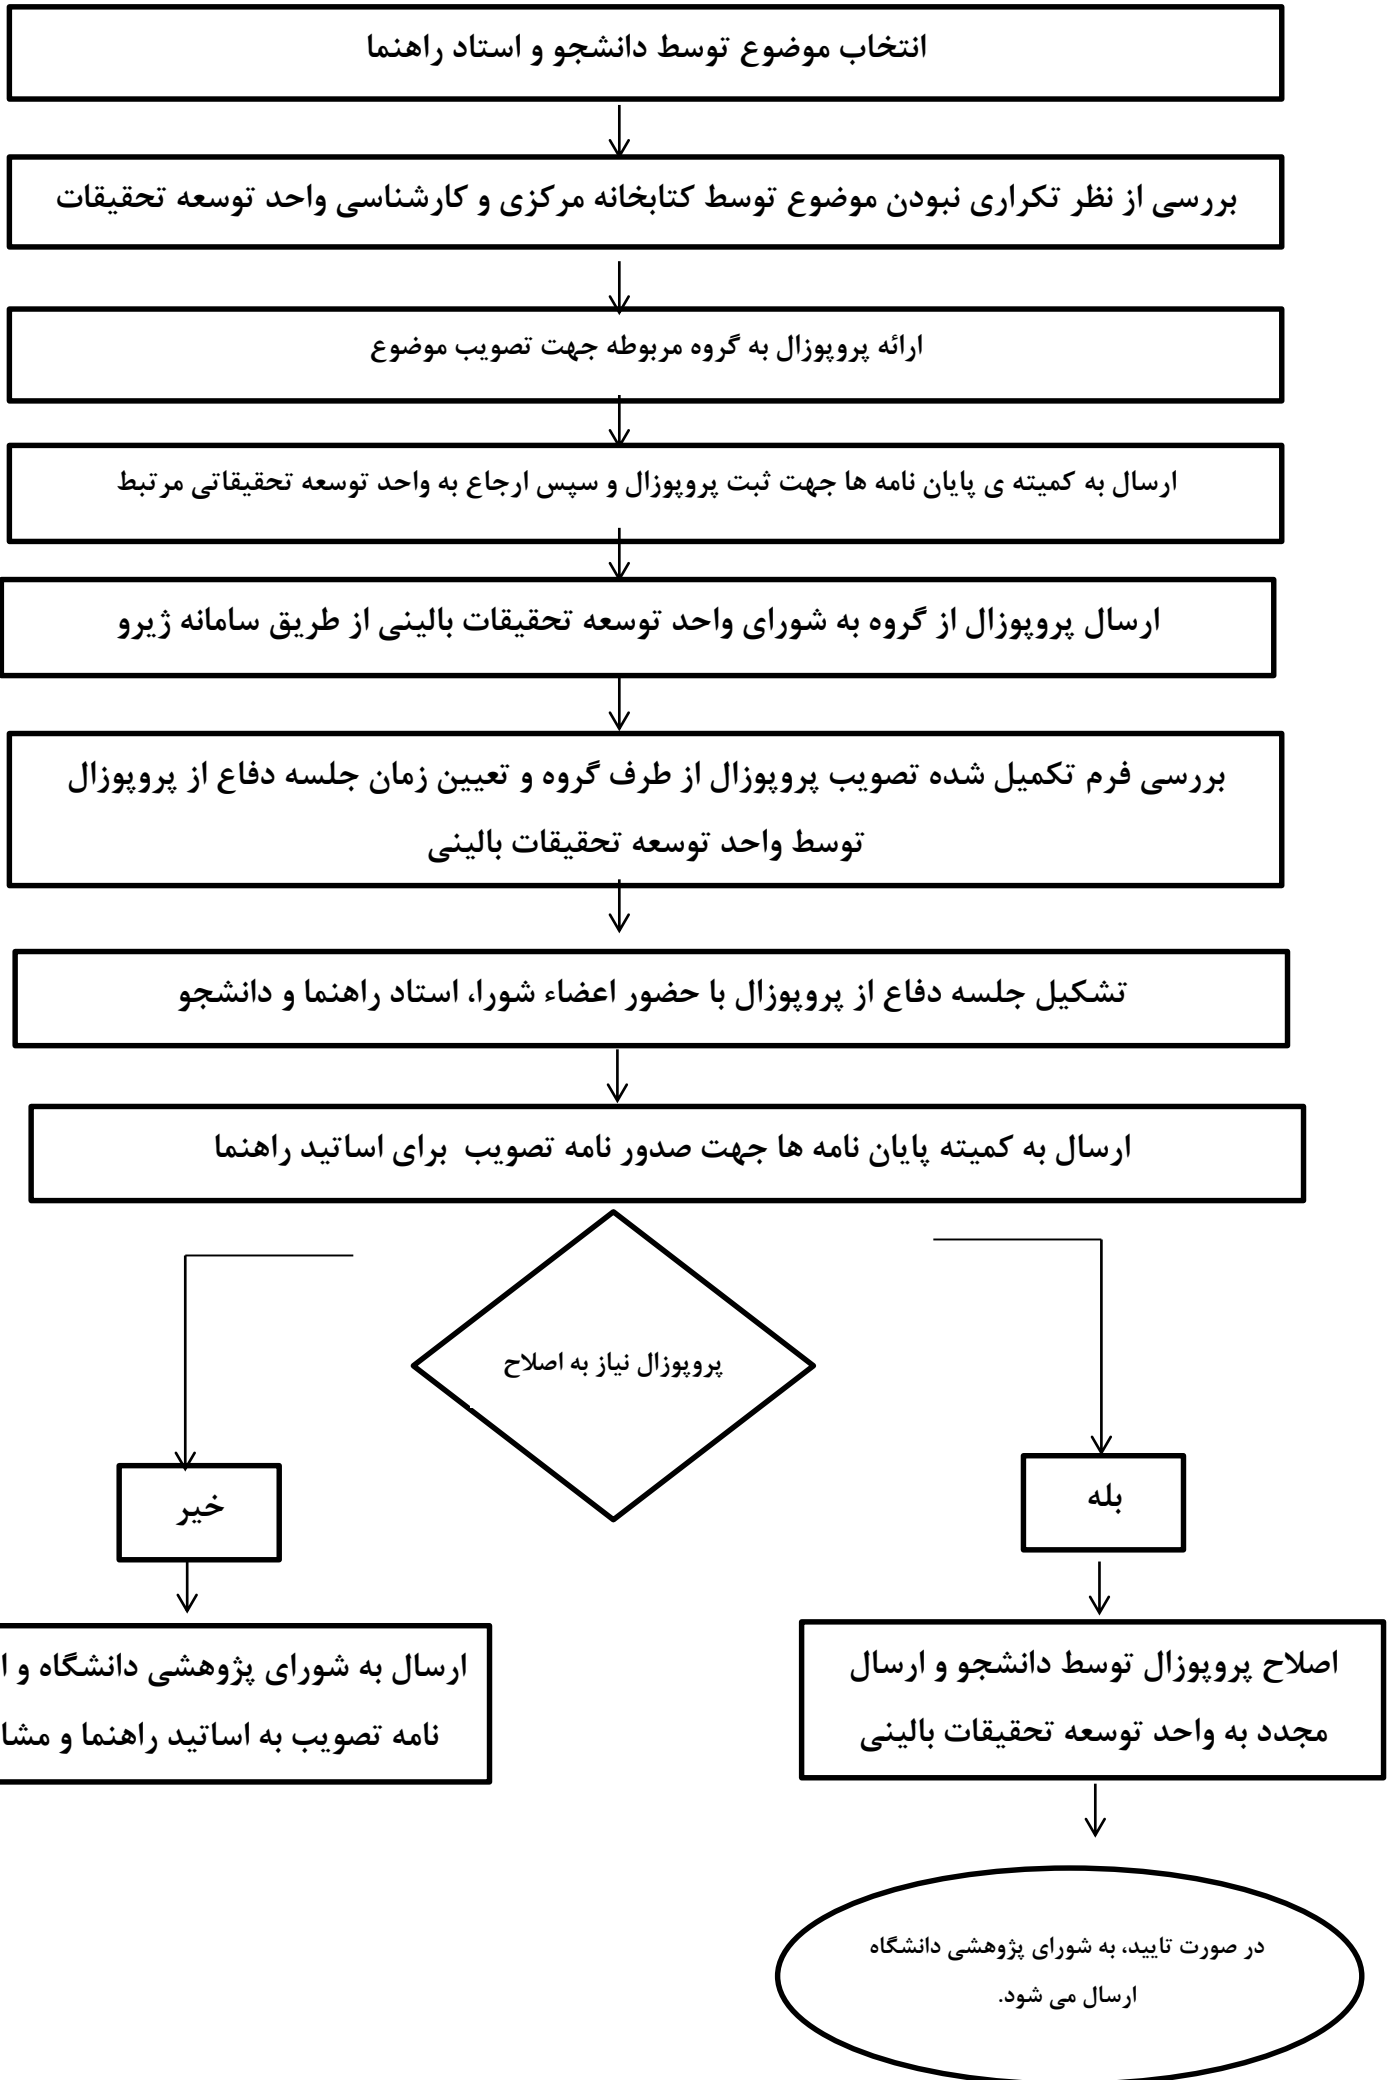 انتخاب موضوع توسط دانشجو و استاد راهنما
بررسی از نظر تکراری نبودن موضوع توسط کتابخانه مرکزی و کارشناسی واحد توسعه تحقیقات
ارائه پروپوزال به گروه مربوطه جهت تصویب موضوع
ارسال به کمیته ی پایان نامه ها جهت ثبت پروپوزال و سپس ارجاع به واحد توسعه تحقیقاتی مرتبط
ارسال پروپوزال از گروه به شورای واحد توسعه تحقیقات بالینی از طریق سامانه ژیرو
بررسی فرم تکمیل شده تصویب پروپوزال از طرف گروه و تعیین زمان جلسه دفاع از پروپوزال
توسط واحد توسعه تحقیقات بالینی
تشکیل جلسه دفاع از پروپوزال با حضور اعضاء شورا، استاد راهنما و دانشجو
ارسال به کمیته پایان نامه ها جهت صدور نامه تصویب برای اساتید راهنما
پروپوزال نیاز به اصلاح
بله
خیر
اصلاح پروپوزال توسط دانشجو و ارسال
مجدد به واحد توسعه تحقیقات بالینی
ارسال به شورای پژوهشی دانشگاه و
نامه تصویب به اساتید راهنما و
در صورت تایید، به شورای پژوهشی دانشگاه
ارسال می شود.